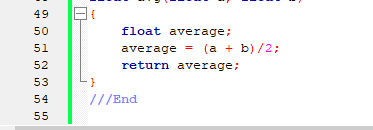 49 {
50 float average;
51 average = (a + b)/2;
52 return average;
53 }
54 ///End
55